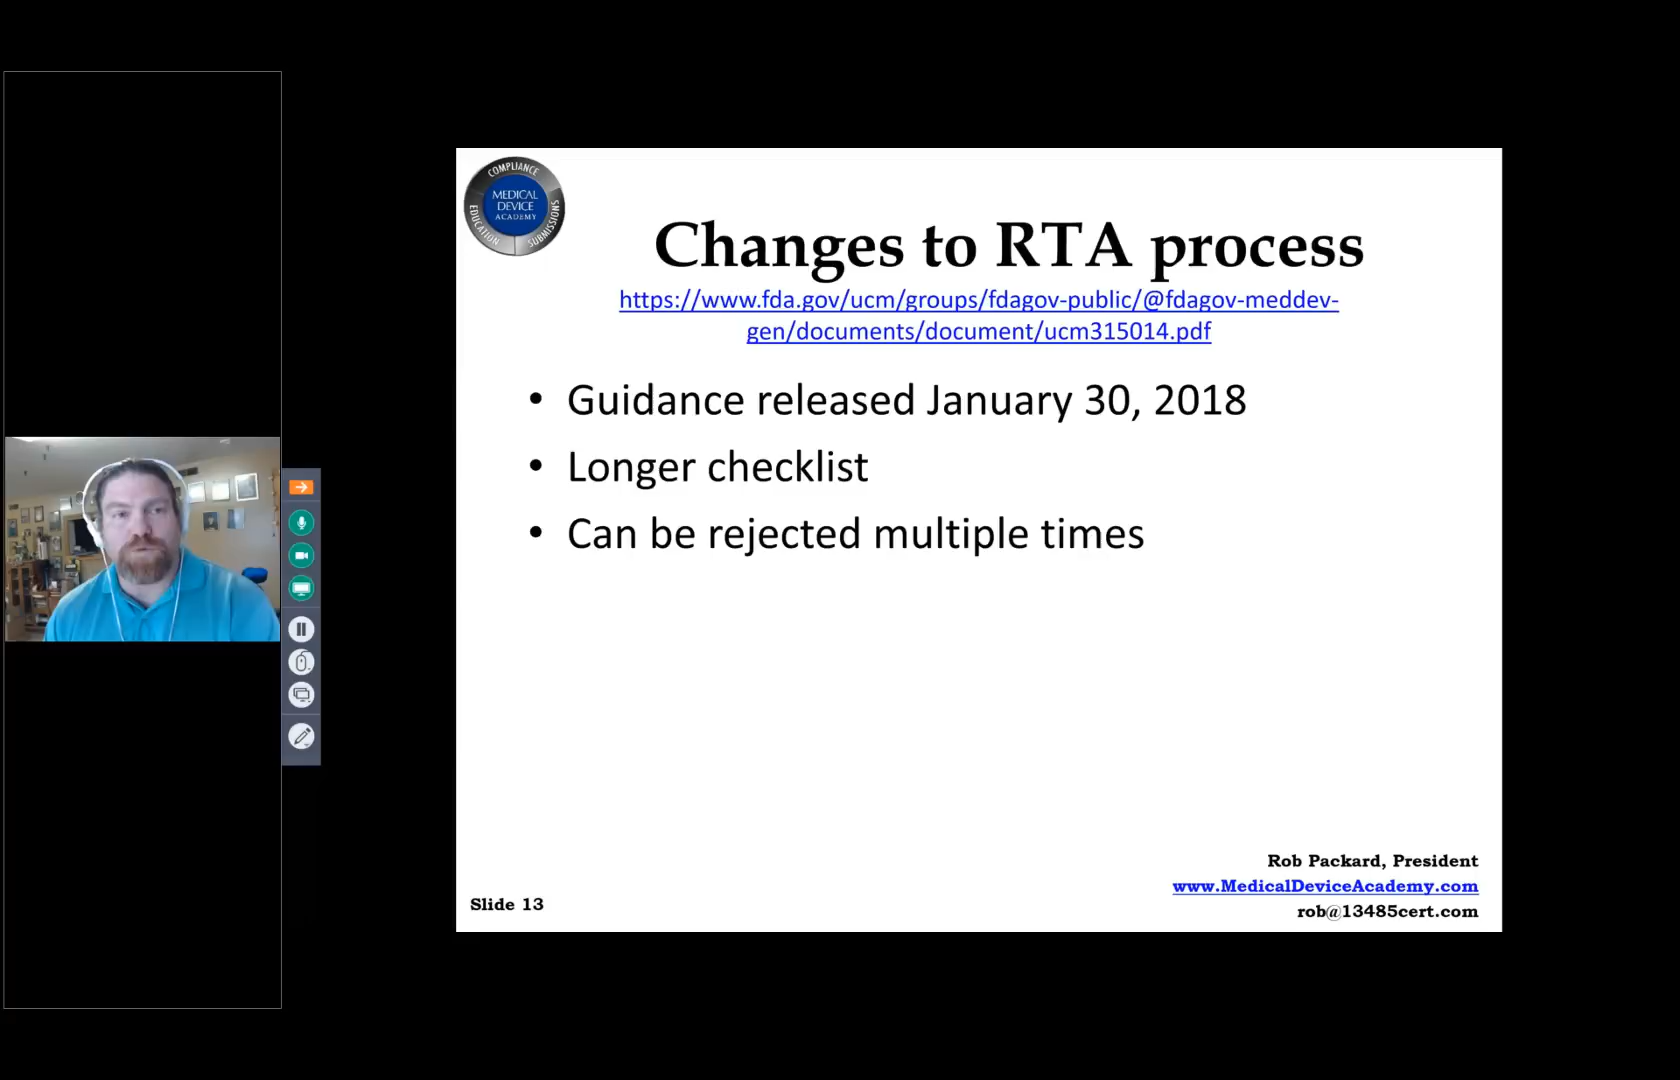 COMPLIANCE
MEDICAL
DEVICE
ACADEMY
EDUCATION
SUBMISSIONS
Changes to RTA process
https://www.fda.gov/ucm/groups/fdagov-public/@fdagov-meddev-
gen/documents/document/ucm315014.pdf
• Guidance released January 30, 2018
• Longer checklist
• Can be rejected multiple times
Rob Packard, President
www.MedicalDeviceAcademy.com
rob@13485cert.com
Slide 13